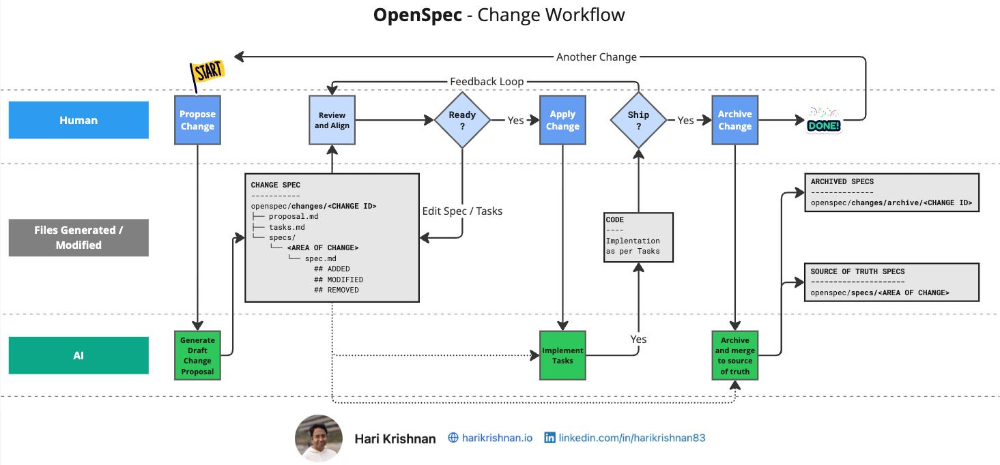 OpenSpec - Change Workflow
Another Change
START
Feedback Loop
Human
Propose
Change
Review
and Align
Ready
?
Yes
Apply
Change
Ship
?
Yes
Archive
Change
DONE!
Files Generated /
Modified
CHANGE SPEC
-----------
openspec/changes/<CHANGE ID>
├── proposal.md
├── tasks.md
└── specs/
└── <AREA OF CHANGE>
└── spec.md
## ADDED
## MODIFIED
## REMOVED
Edit Spec / Tasks
CODE
----
Implentation
as per Tasks
ARCHIVED SPECS
--------------
openspec/changes/archive/<CHANGE ID>
SOURCE OF TRUTH SPECS
---------------------
openspec/specs/<AREA OF CHANGE>
AI
Generate
Draft
Change
Proposal
Implement
Tasks
Yes
Archive
and merge
to source
of truth
Hari Krishnan
harikrishnan.io
in linkedin.com/in/harikrishnan83